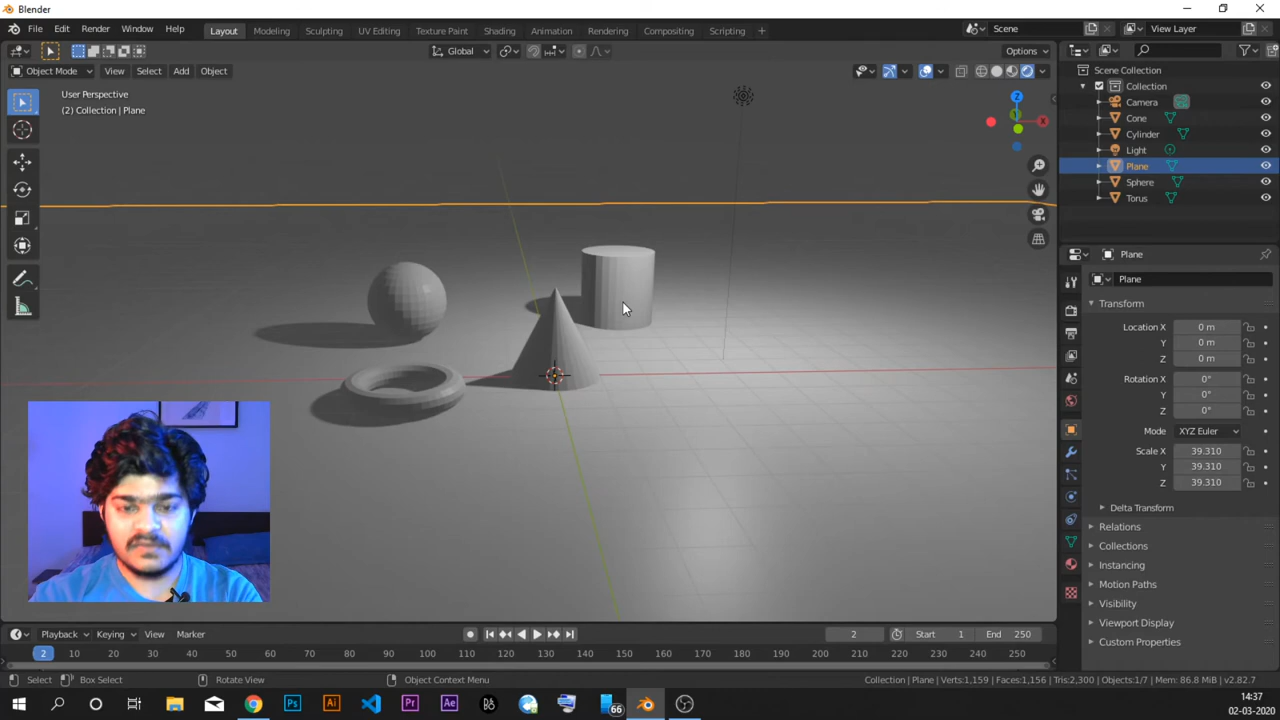 Blender
File Edit Render Window Help
Layout Modeling Sculpting UV Editing Texture Paint Shading Animation Rendering Compositing Scripting +
Scene
View Layer
Global
Options
Object Mode View Select Add Object
User Perspective
(2) Collection | Plane
Z
X
Y
Scene Collection
Collection
Camera
Cone
Cylinder
Light
Plane
Sphere
Torus
Plane
Plane
Transform
Location X 0 m
Y 0 m
Z 0 m
Rotation X 0°
Y 0°
Z 0°
Mode XYZ Euler
Scale X 39.310
Y 39.310
Z 39.310
Delta Transform
Relations
Collections
Instancing
Motion Paths
Visibility
Viewport Display
Custom Properties
Playback Keying View Marker
2 Start 1 End 250
2 10 20 30 40 50 60 70 80 90 100 110 120 130 140 150 160 170 180 190 200 210 220 230 240 250
Select Box Select Rotate View Object Context Menu
Collection | Plane | Verts:1,159 | Faces:1,156 | Tris:2,300 | Objects:1/7 | Mem: 86.8 MiB | v2.82.7
Ps Ai Pr Ae 66
14:37
02-03-2020